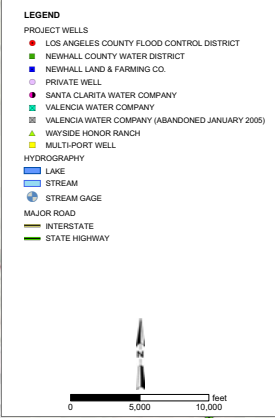 LEGEND
PROJECT WELLS
LOS ANGELES COUNTY FLOOD CONTROL DISTRICT
NEWHALL COUNTY WATER DISTRICT
NEWHALL LAND & FARMING CO.
PRIVATE WELL
SANTA CLARITA WATER COMPANY
VALENCIA WATER COMPANY
VALENCIA WATER COMPANY (ABANDONED JANUARY 2005)
WAYSIDE HONOR RANCH
MULTI-PORT WELL
HYDROGRAPHY
LAKE
STREAM
STREAM GAGE
MAJOR ROAD
INTERSTATE
STATE HIGHWAY
N
feet
0 5,000 10,000